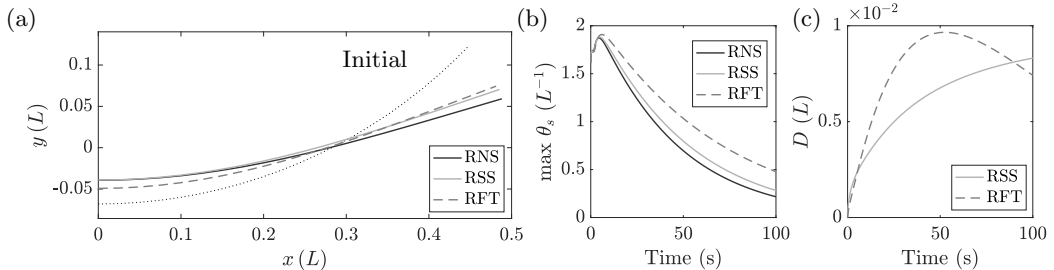 (a)
0.1
0.05
0
-0.05
y (L)
Initial
RNS
RSS
RFT
0
0.1
0.2
0.3
0.4
0.5
x (L)
(b)
2
1.5
1
0.5
0
max θs (L⁻¹)
RNS
RSS
RFT
0
50
100
Time (s)
(c)
×10⁻²
1
0.5
0
D (L)
RSS
RFT
0
50
100
Time (s)